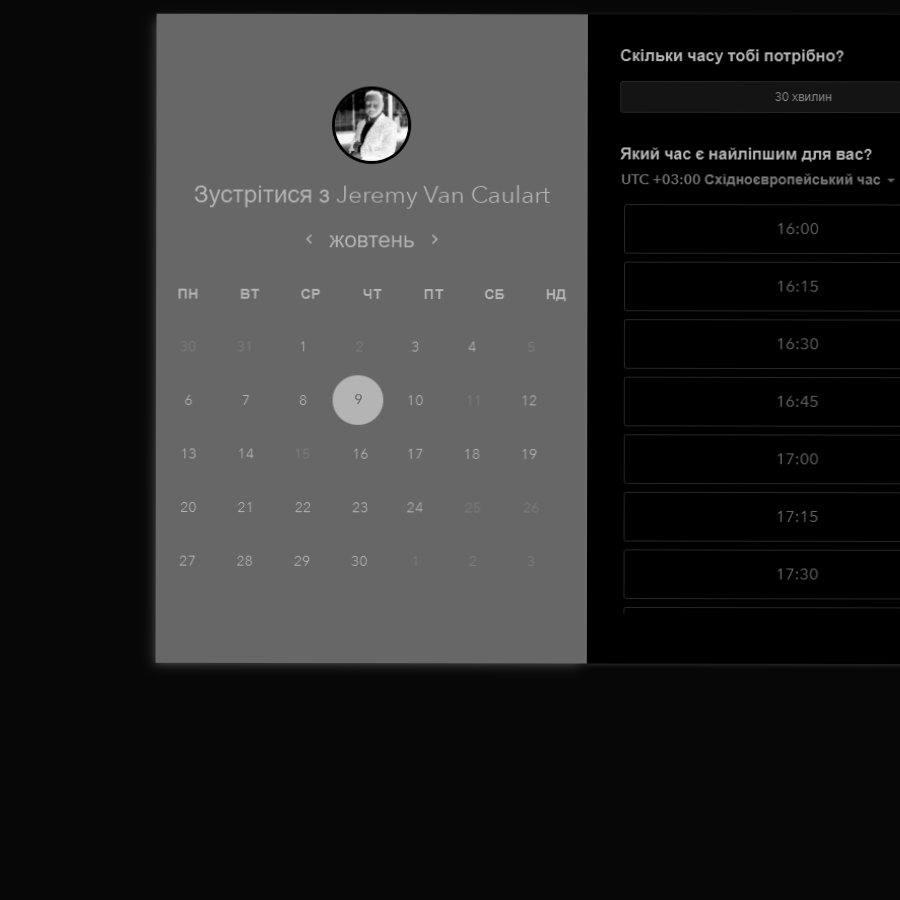 Зустрітися з Jeremy Van Caulart
жовтень
ПН ВТ СР ЧТ ПТ СБ НД
30 31 1 2 3 4 5
6 7 8 9 10 11 12
13 14 15 16 17 18 19
20 21 22 23 24 25 26
27 28 29 30 1 2 3
Скільки часу тобі потрібно?
30 хвилин
Який час є найліпшим для вас?
UTC +03:00 Східноєвропейський час
16:00
16:15
16:30
16:45
17:00
17:15
17:30